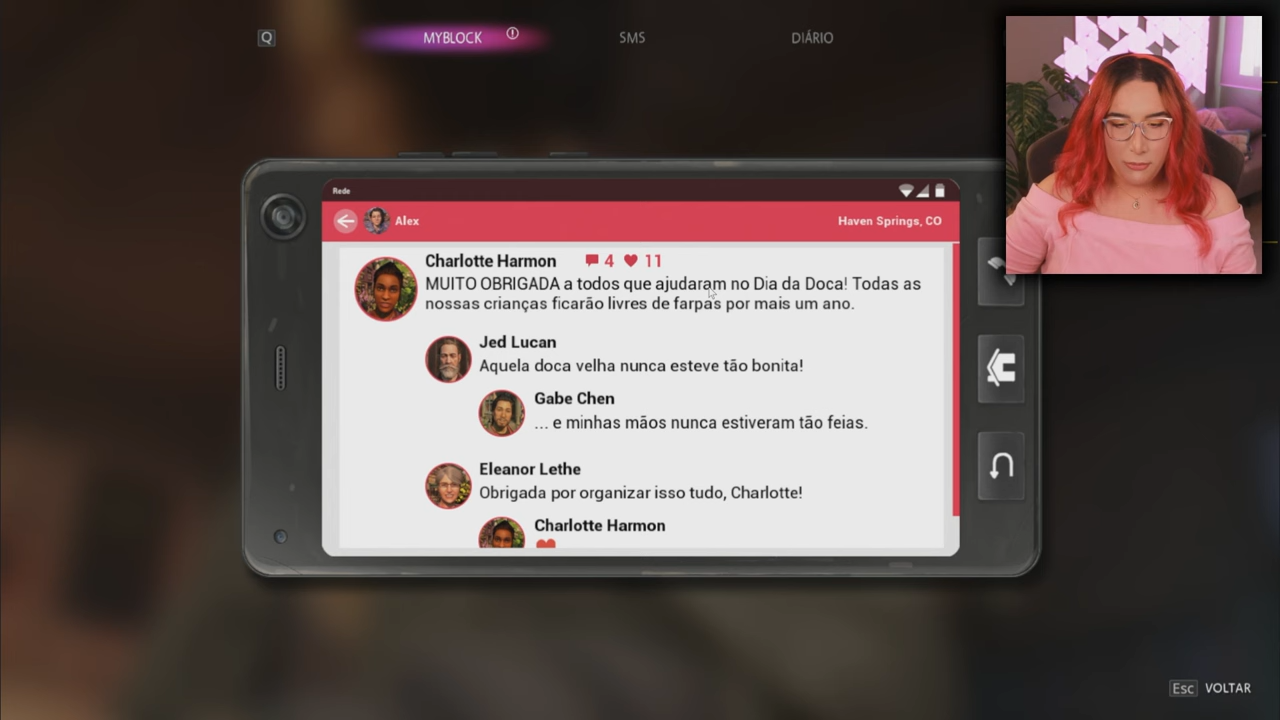 Q
MYBLOCK
SMS
DIÁRIO
Rede
Alex
Haven Springs, CO
Charlotte Harmon 4 11
MUITO OBRIGADA a todos que ajudaram no Dia da Doca! Todas as
nossas crianças ficarão livres de farpas por mais um ano.
Jed Lucan
Aquela doca velha nunca esteve tão bonita!
Gabe Chen
... e minhas mãos nunca estiveram tão feias.
Eleanor Lethe
Obrigada por organizar isso tudo, Charlotte!
Charlotte Harmon
Esc VOLTAR